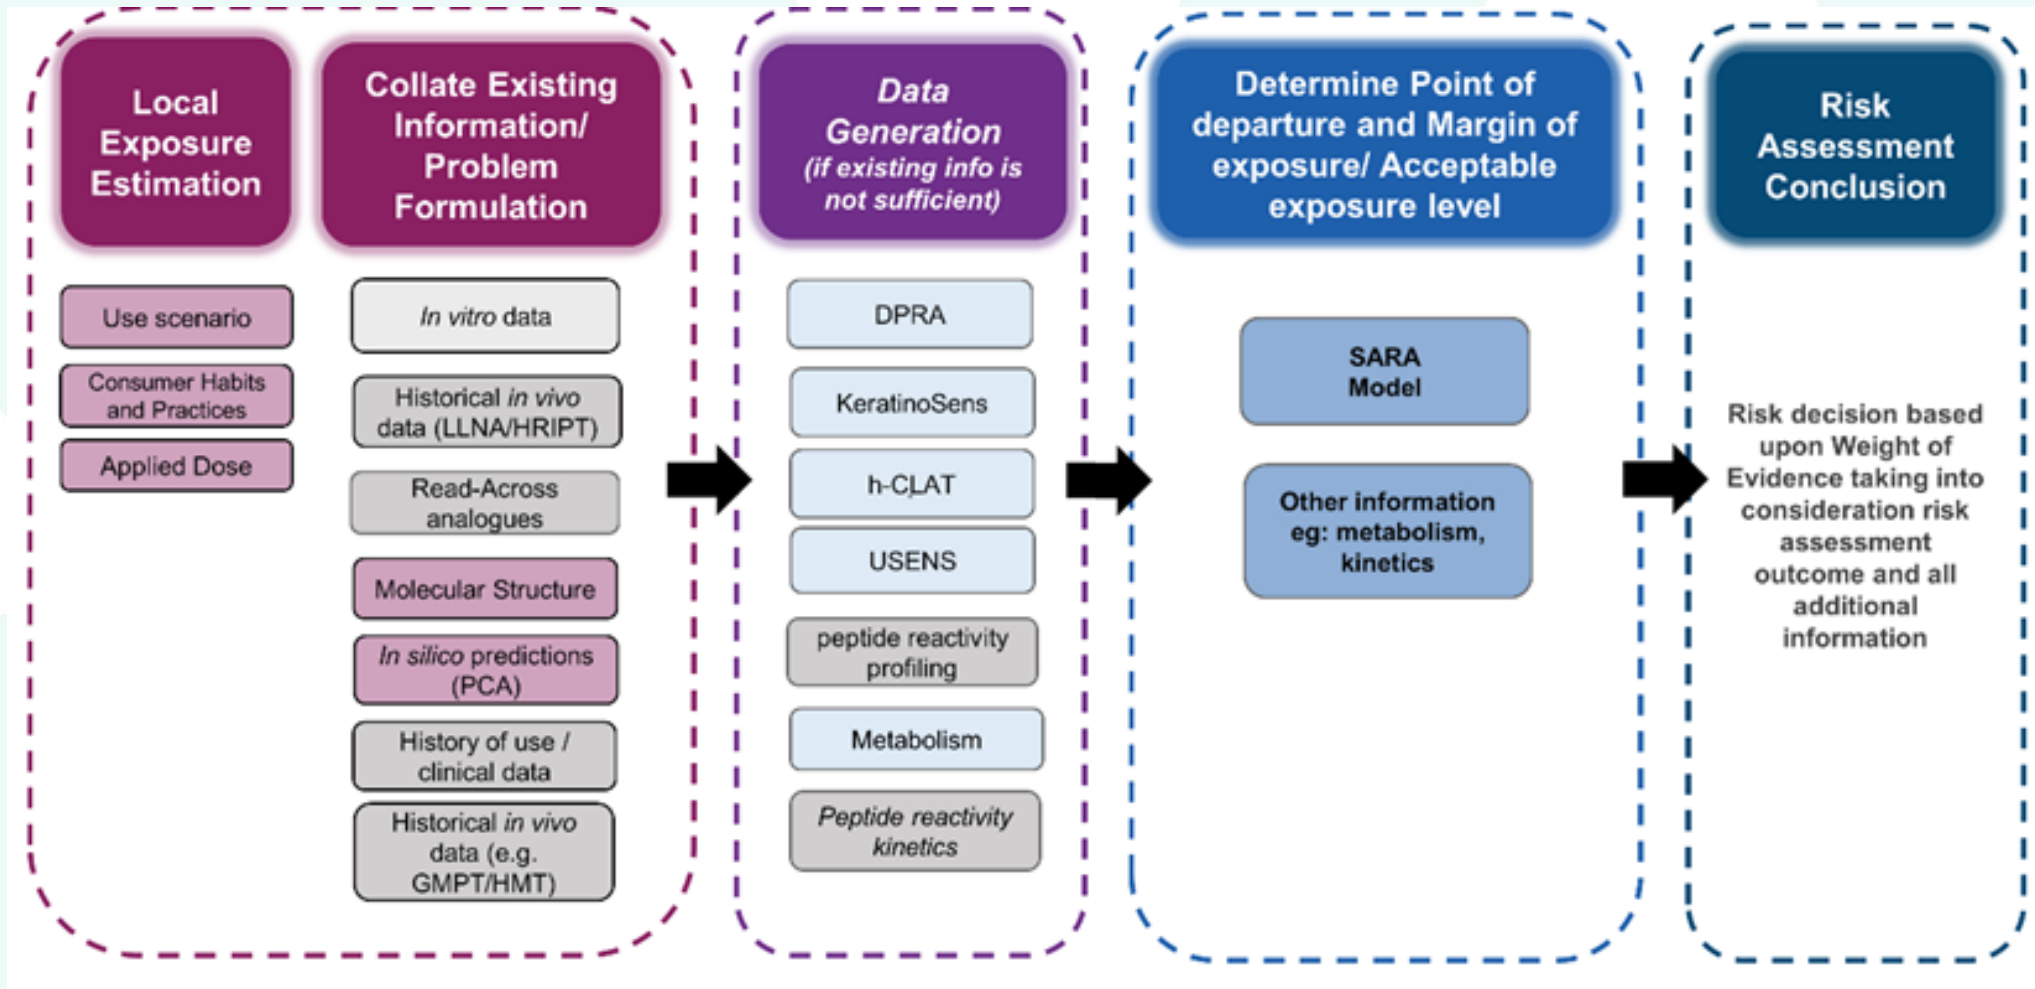 Local
Exposure
Estimation
Use scenario
Consumer Habits
and Practices
Applied Dose
Collate Existing
Information/
Problem
Formulation
In vitro data
Historical in vivo
data (LLNA/HRIPT)
Read-Across
analogues
Molecular Structure
In silico predictions
(PCA)
History of use /
clinical data
Historical in vivo
data (e.g.
GMPT/HMT)
Data
Generation
(if existing info is
not sufficient)
DPRA
KeratinoSens
h-CLAT
USENS
peptide reactivity
profiling
Metabolism
Peptide reactivity
kinetics
Determine Point of
departure and Margin of
exposure/ Acceptable
exposure level
SARA
Model
Other information
eg: metabolism,
kinetics
Risk
Assessment
Conclusion
Risk decision based
upon Weight of
Evidence taking into
consideration risk
assessment
outcome and all
additional
information